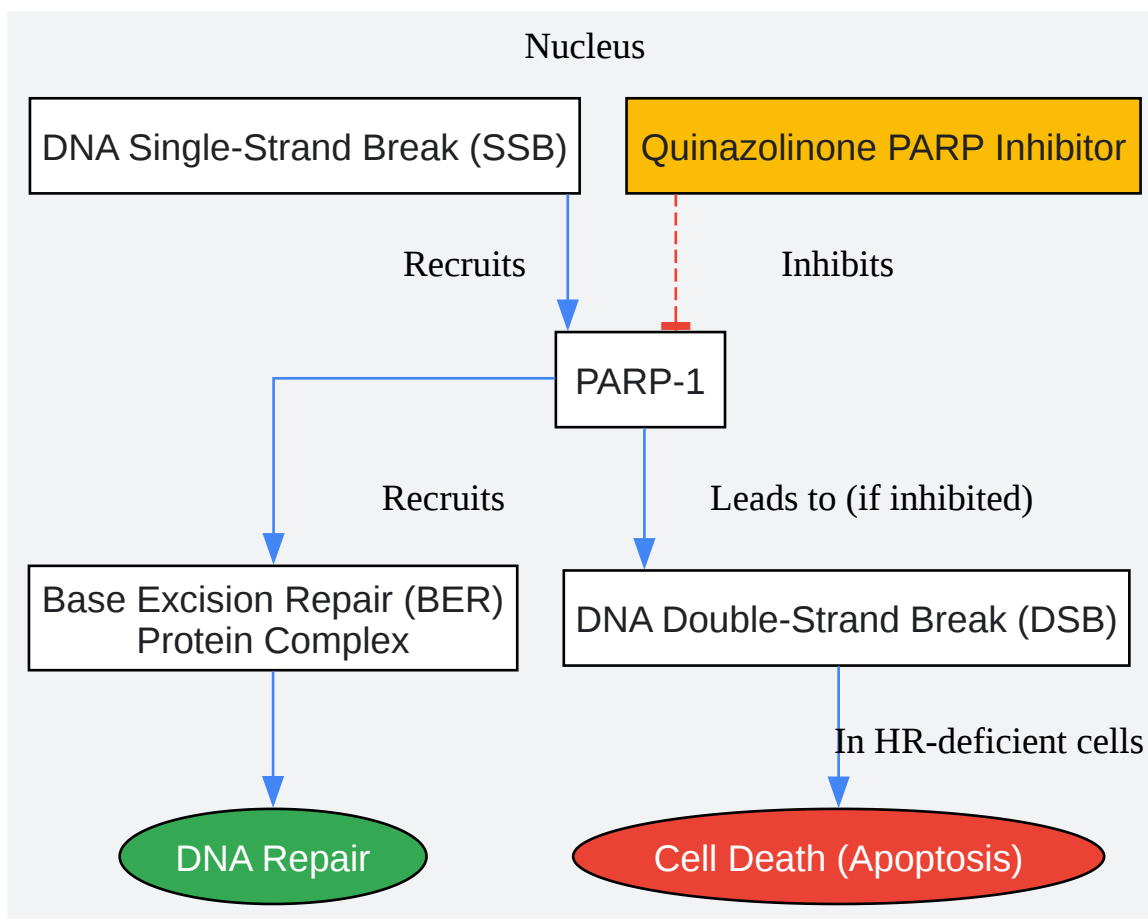 Nucleus
DNA Single-Strand Break (SSB)
Quinazolinone PARP Inhibitor
Recruits
Inhibits
PARP-1
Recruits
Leads to (if inhibited)
Base Excision Repair (BER)
Protein Complex
DNA Double-Strand Break (DSB)
In HR-deficient cells
DNA Repair
Cell Death (Apoptosis)